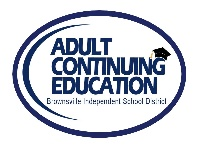 ADULT
CONTINUING
EDUCATION
Brownsville Independent School District